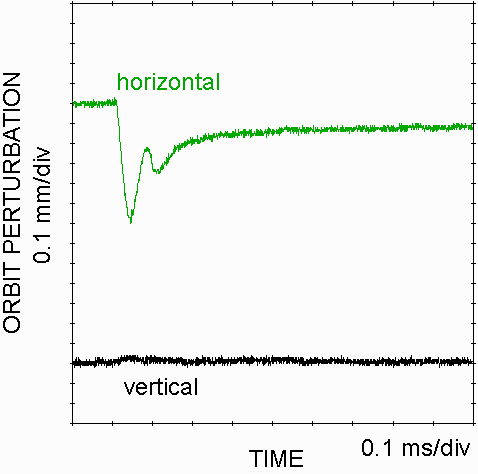 horizontal
ORBIT PERTURBATION
0.1 mm/div
vertical
TIME
0.1 ms/div